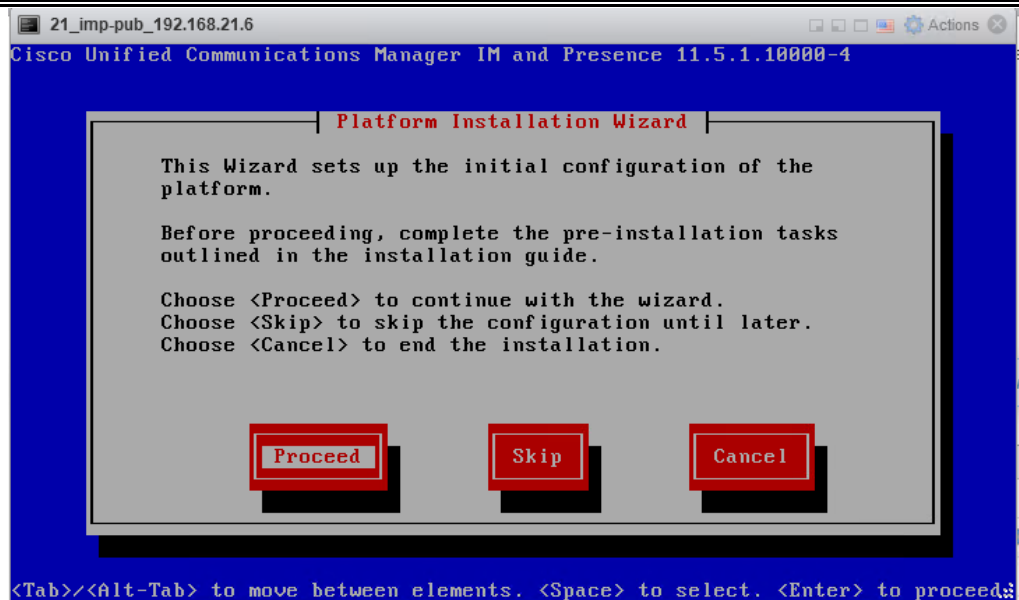 21_imp-pub_192.168.21.6 Actions
Cisco Unified Communications Manager IM and Presence 11.5.1.10000-4
Platform Installation Wizard
This Wizard sets up the initial configuration of the
platform.
Before proceeding, complete the pre-installation tasks
outlined in the installation guide.
Choose <Proceed> to continue with the wizard.
Choose <Skip> to skip the configuration until later.
Choose <Cancel> to end the installation.
Proceed Skip Cancel
<Tab>/<Alt-Tab> to move between elements. <Space> to select. <Enter> to proceed